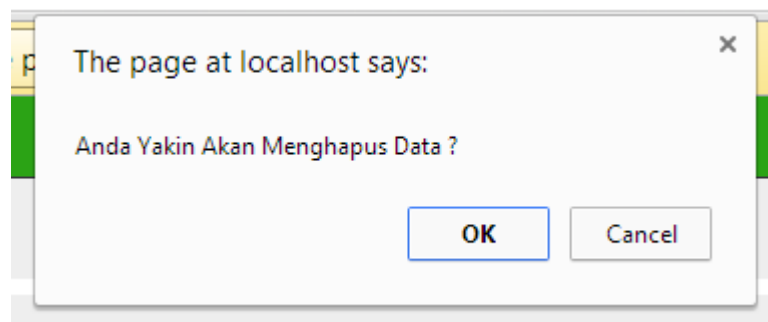 p
The page at localhost says:
Anda Yakin Akan Menghapus Data ?
OK
Cancel